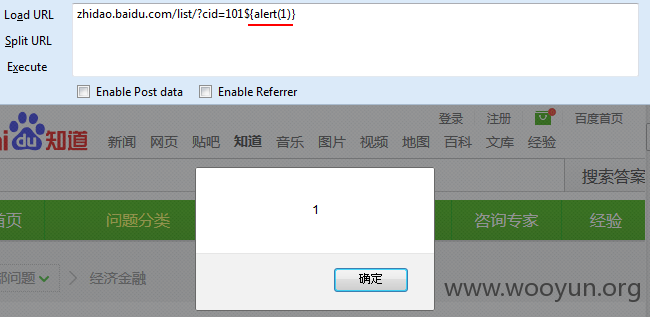 Load URL
zhidao.baidu.com/list/?cid=101${alert(1)}
Split URL
Execute
Enable Post data Enable Referrer
登录 注册 百度首页
du 知道 新闻 网页 贴吧 知道 音乐 图片 视频 地图 百科 文库 经验
搜索答案
首页 问题分类 咨询专家 经验
1
部问题 经济金融
确定
www.wooyun.org